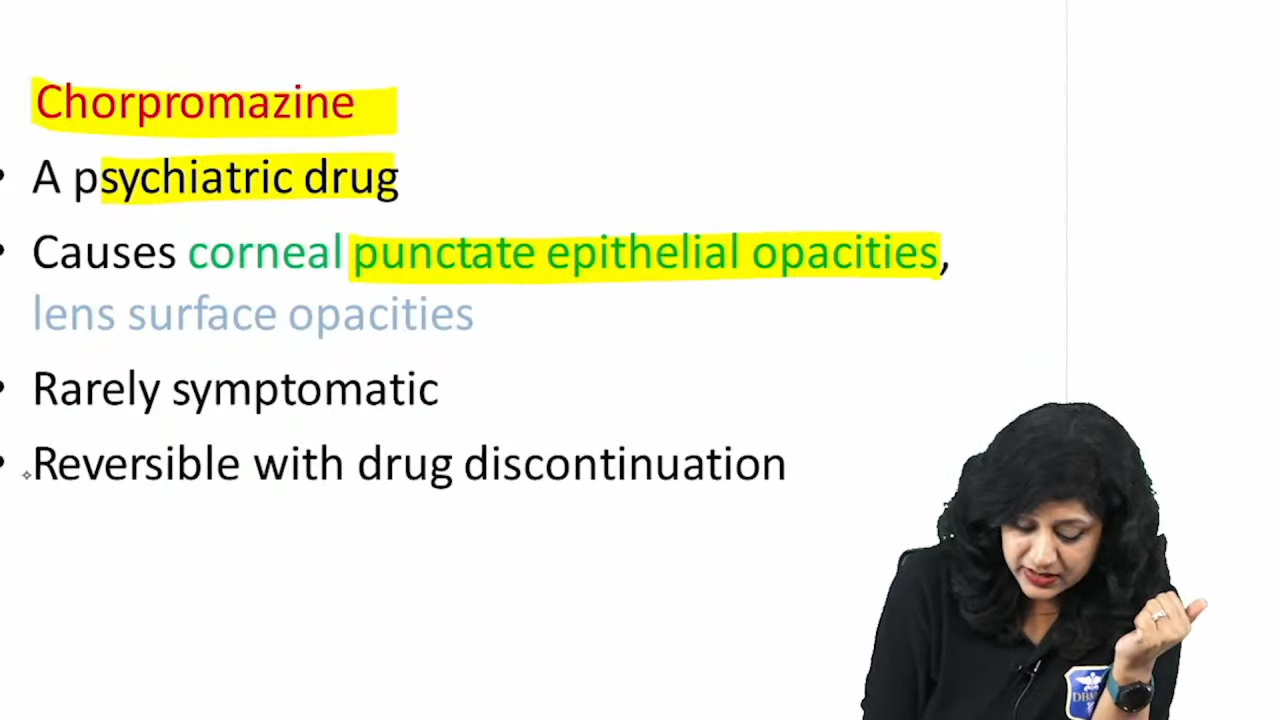 Chorpromazine
• A psychiatric drug
• Causes corneal punctate epithelial opacities,
lens surface opacities
• Rarely symptomatic
• Reversible with drug discontinuation